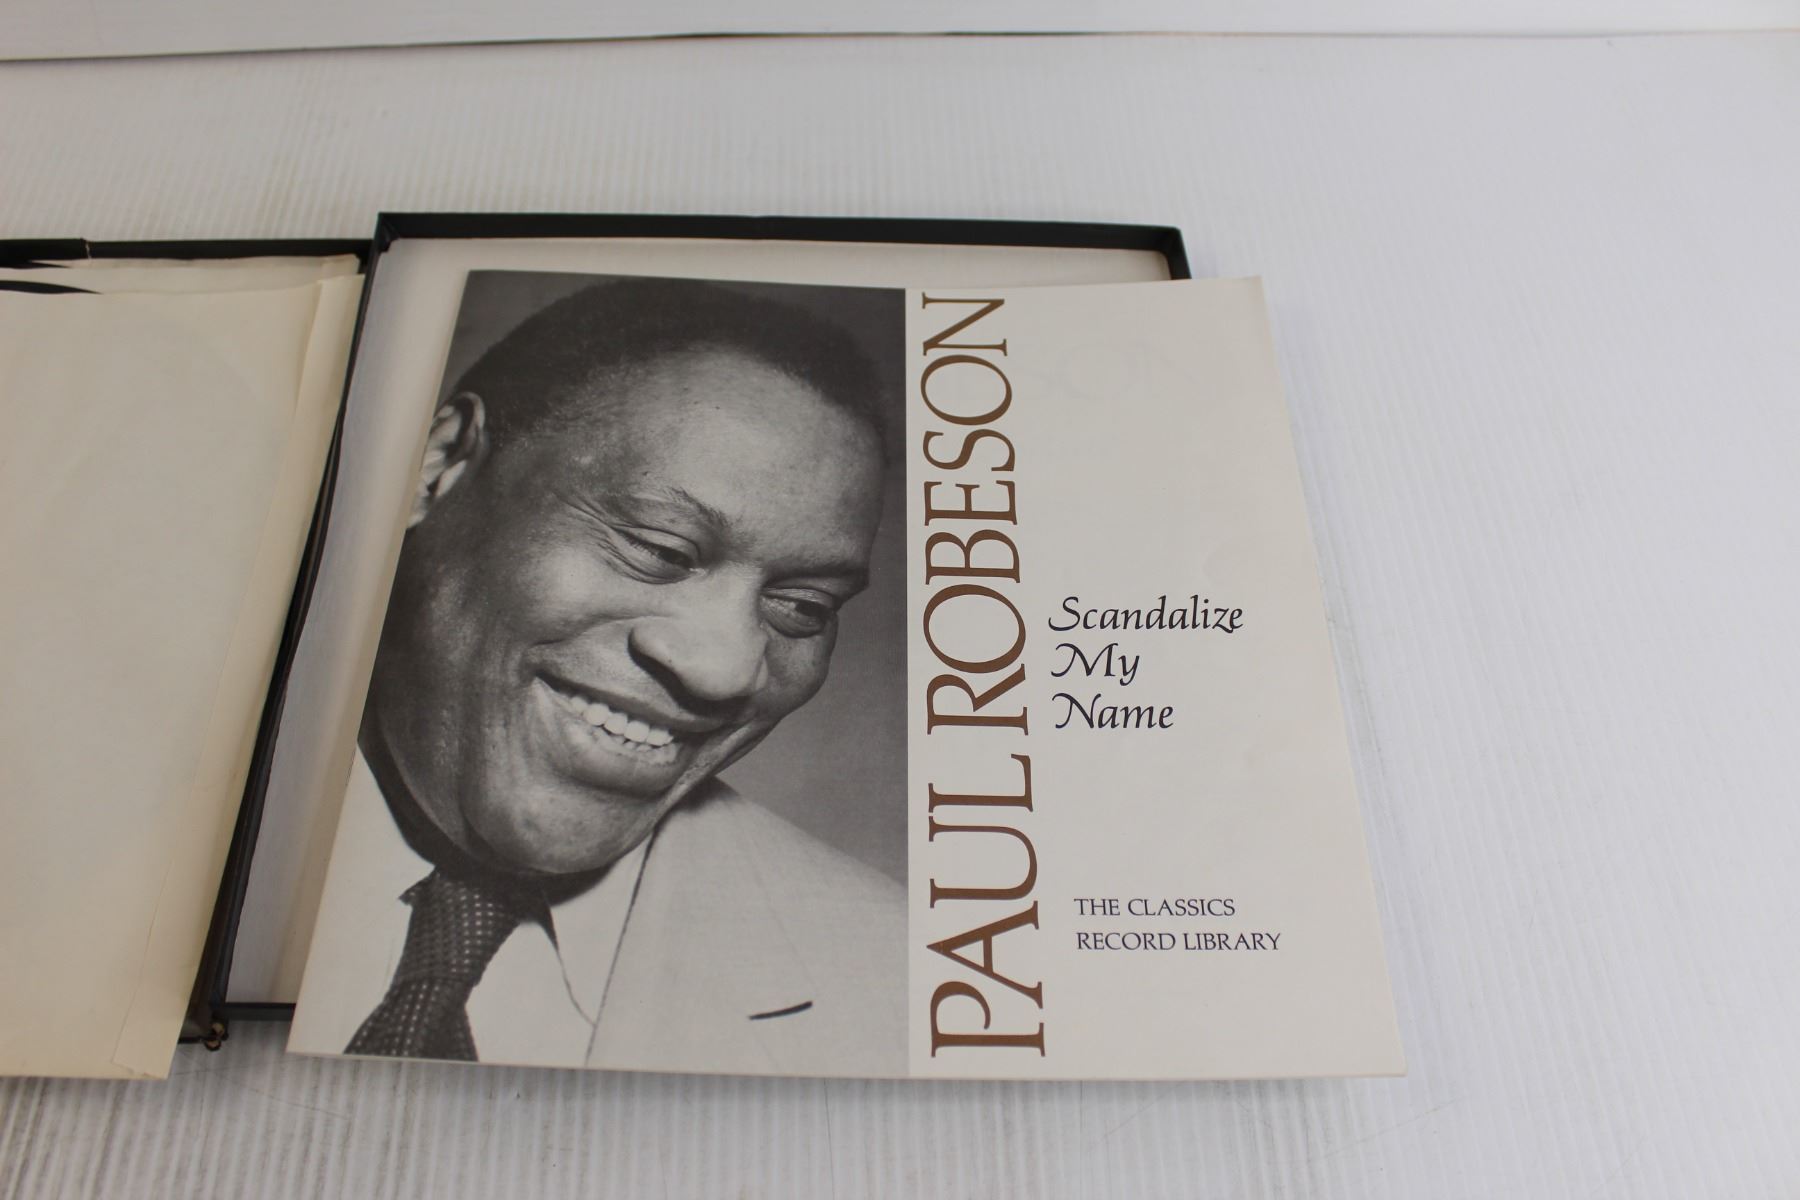 PAUL ROBESON
Scandalize
My
Name
THE CLASSICS
RECORD LIBRARY